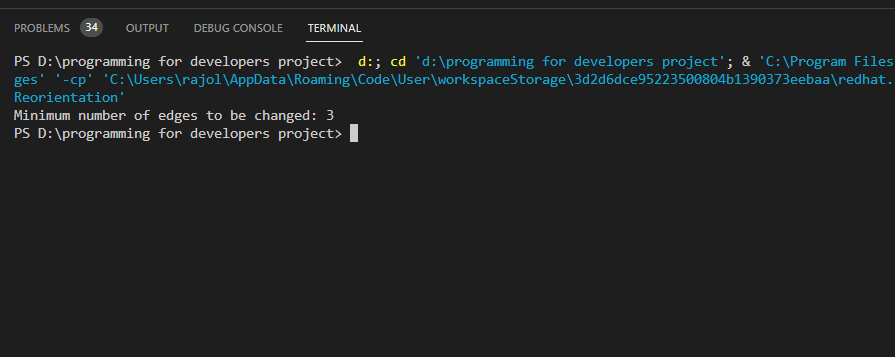 PROBLEMS 34 OUTPUT DEBUG CONSOLE TERMINAL
PS D:\programming for developers project>  d:; cd 'd:\programming for developers project'; & 'C:\Program Files
ges' '-cp' 'C:\Users\rajol\AppData\Roaming\Code\User\workspaceStorage\3d2d6dce95223500804b1390373eebaa\redhat.
Reorientation'
Minimum number of edges to be changed: 3
PS D:\programming for developers project>